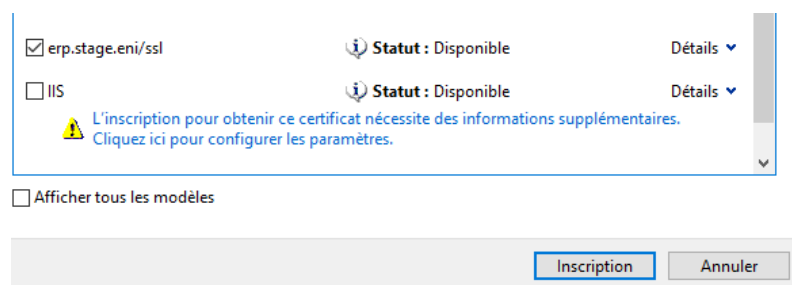 erp.stage.eni/ssl Statut : Disponible Détails
IIS Statut : Disponible Détails
L'inscription pour obtenir ce certificat nécessite des informations supplémentaires.
Cliquez ici pour configurer les paramètres.
Afficher tous les modèles
Inscription Annuler